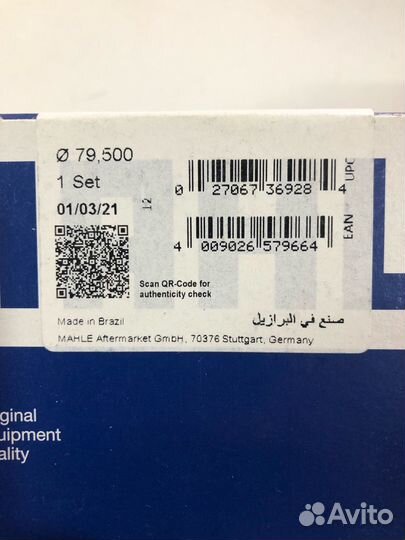 Ø 79,500
1 Set
01/03/21
12
0 27067 36928 4
UPC
4 009026 579664
EAN
Scan QR-Code for
authenticity check
Made in Brazil
صنع في البرازيل
MAHLE Aftermarket GmbH, 70376 Stuttgart, Germany
iginal
uipment
ality
Avito